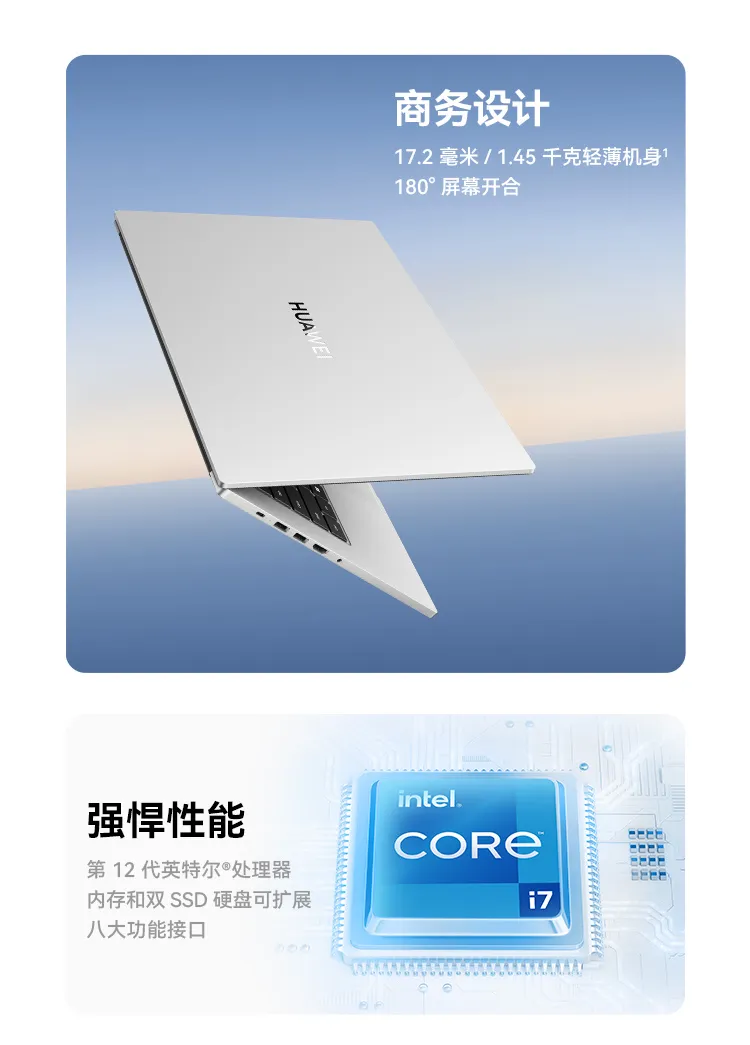 商务设计
17.2 毫米 / 1.45 千克轻薄机身¹
180° 屏幕开合
HUAWEI
强悍性能
第 12 代英特尔®处理器
内存和双 SSD 硬盘可扩展
八大功能接口
intel®
CORE™
i7